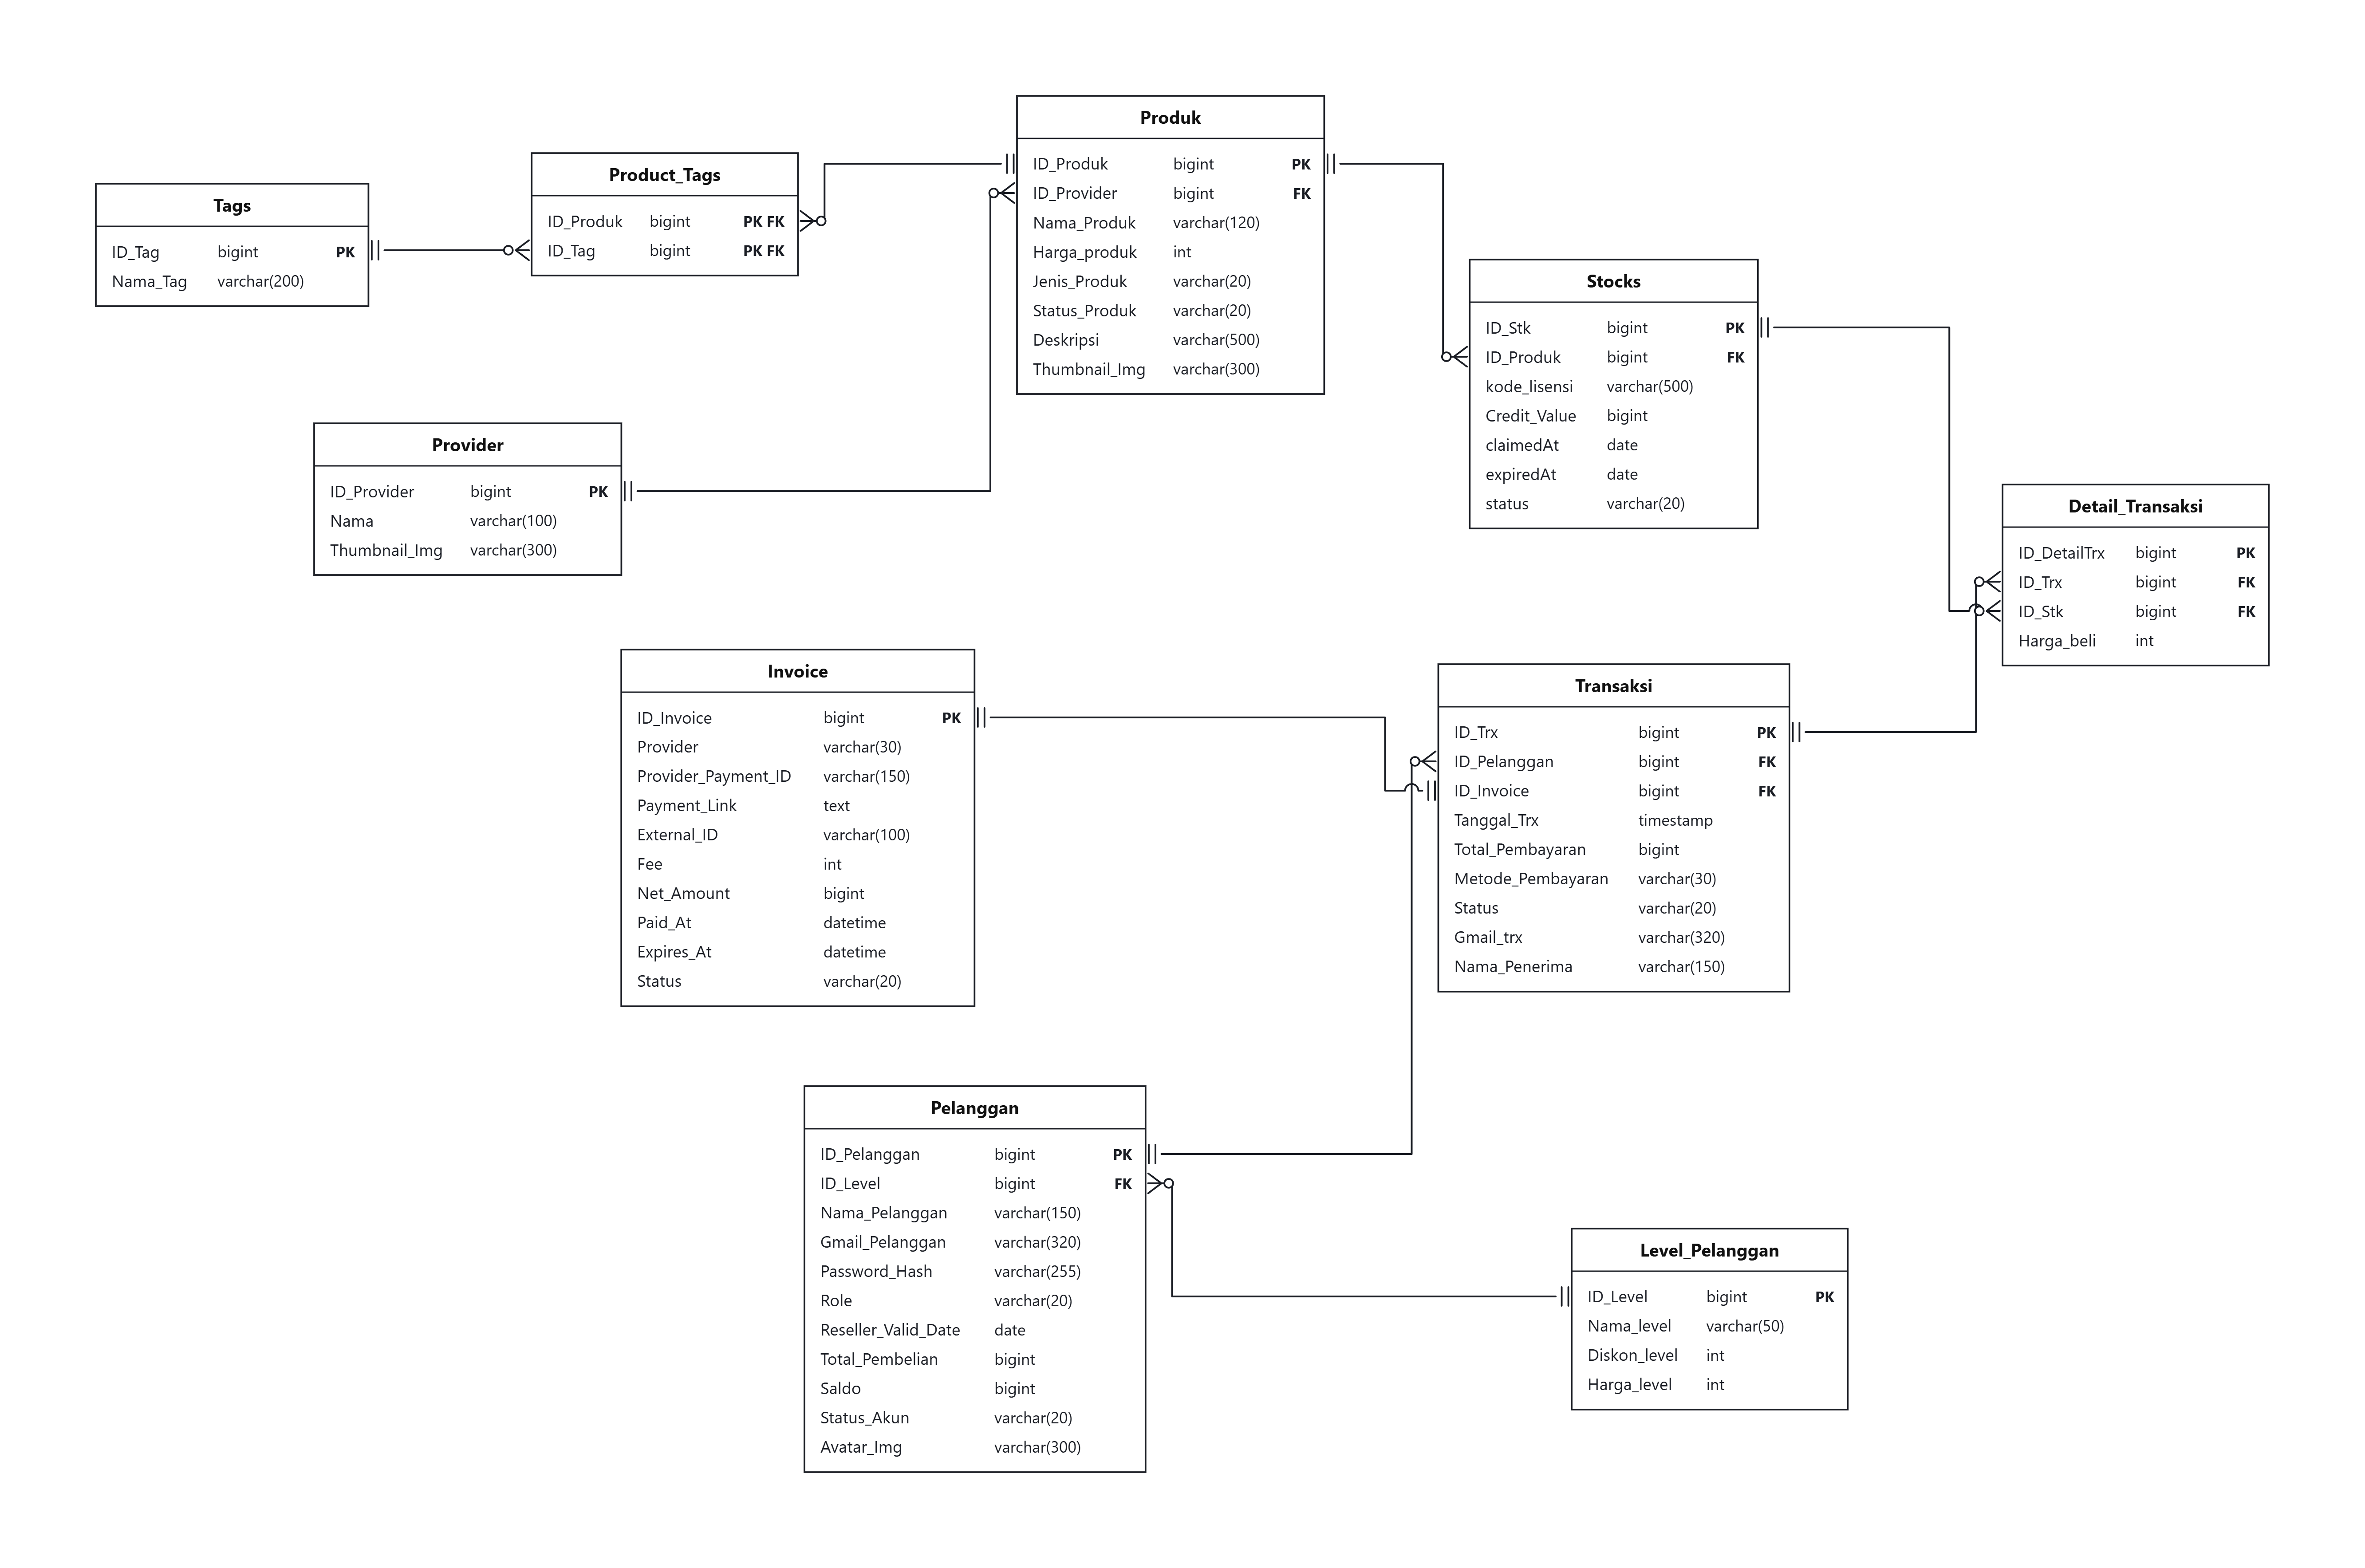 Tags
ID_Tag bigint PK
Nama_Tag varchar(200)
Product_Tags
ID_Produk bigint PK FK
ID_Tag bigint PK FK
Produk
ID_Produk bigint PK
ID_Provider bigint FK
Nama_Produk varchar(120)
Harga_produk int
Jenis_Produk varchar(20)
Status_Produk varchar(20)
Deskripsi varchar(500)
Thumbnail_Img varchar(300)
Stocks
ID_Stk bigint PK
ID_Produk bigint FK
kode_lisensi varchar(500)
Credit_Value bigint
claimedAt date
expiredAt date
status varchar(20)
Provider
ID_Provider bigint PK
Nama varchar(100)
Thumbnail_Img varchar(300)
Detail_Transaksi
ID_DetailTrx bigint PK
ID_Trx bigint FK
ID_Stk bigint FK
Harga_beli int
Invoice
ID_Invoice bigint PK
Provider varchar(30)
Provider_Payment_ID varchar(150)
Payment_Link text
External_ID varchar(100)
Fee int
Net_Amount bigint
Paid_At datetime
Expires_At datetime
Status varchar(20)
Transaksi
ID_Trx bigint PK
ID_Pelanggan bigint FK
ID_Invoice bigint FK
Tanggal_Trx timestamp
Total_Pembayaran bigint
Metode_Pembayaran varchar(30)
Status varchar(20)
Gmail_trx varchar(320)
Nama_Penerima varchar(150)
Pelanggan
ID_Pelanggan bigint PK
ID_Level bigint FK
Nama_Pelanggan varchar(150)
Gmail_Pelanggan varchar(320)
Password_Hash varchar(255)
Role varchar(20)
Reseller_Valid_Date date
Total_Pembelian bigint
Saldo bigint
Status_Akun varchar(20)
Avatar_Img varchar(300)
Level_Pelanggan
ID_Level bigint PK
Nama_level varchar(50)
Diskon_level int
Harga_level int